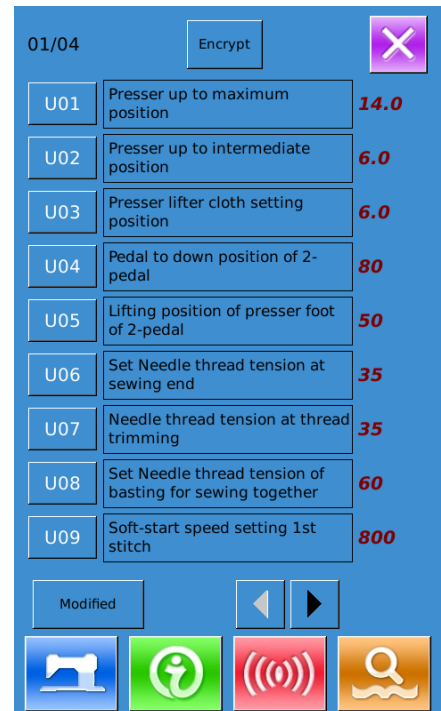 01/04
Encrypt
U01
Presser up to maximum
position
14.0
U02
Presser up to intermediate
position
6.0
U03
Presser lifter cloth setting
position
6.0
U04
Pedal to down position of 2-
pedal
80
U05
Lifting position of presser foot
of 2-pedal
50
U06
Set Needle thread tension at
sewing end
35
U07
Needle thread tension at thread
trimming
35
U08
Set Needle thread tension of
basting for sewing together
60
U09
Soft-start speed setting 1st
stitch
800
Modified